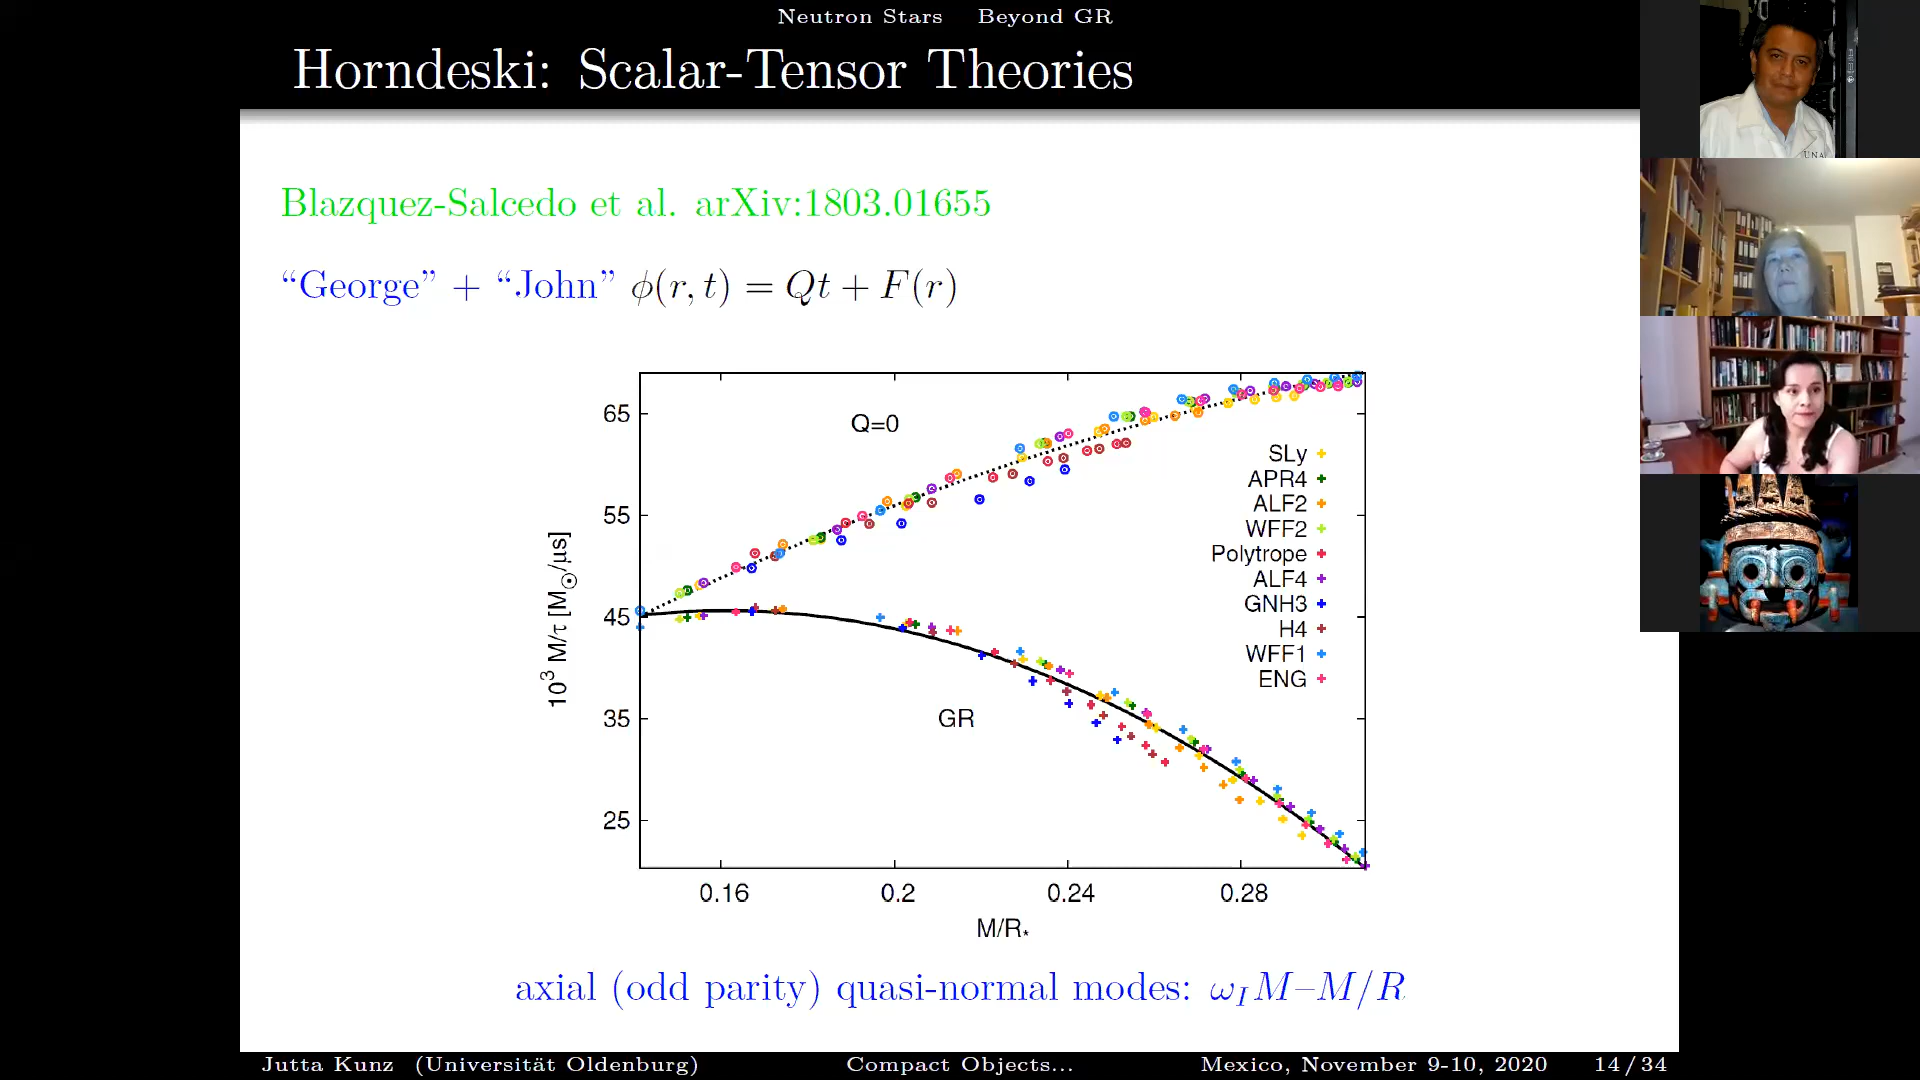 Neutron Stars Beyond GR
Horndeski: Scalar-Tensor Theories
Blazquez-Salcedo et al. arXiv:1803.01655
“George” + “John” ϕ(r, t) = Qt + F(r)
65
55
45
35
25
10³ M/τ [M⊙/μs]
Q=0
GR
SLy
APR4
ALF2
WFF2
Polytrope
ALF4
GNH3
H4
WFF1
ENG
0.16 0.2 0.24 0.28
M/R*
axial (odd parity) quasi-normal modes: ω_I M–M/R
Jutta Kunz (Universität Oldenburg) Compact Objects... Mexico, November 9-10, 2020 14 / 34
UNA